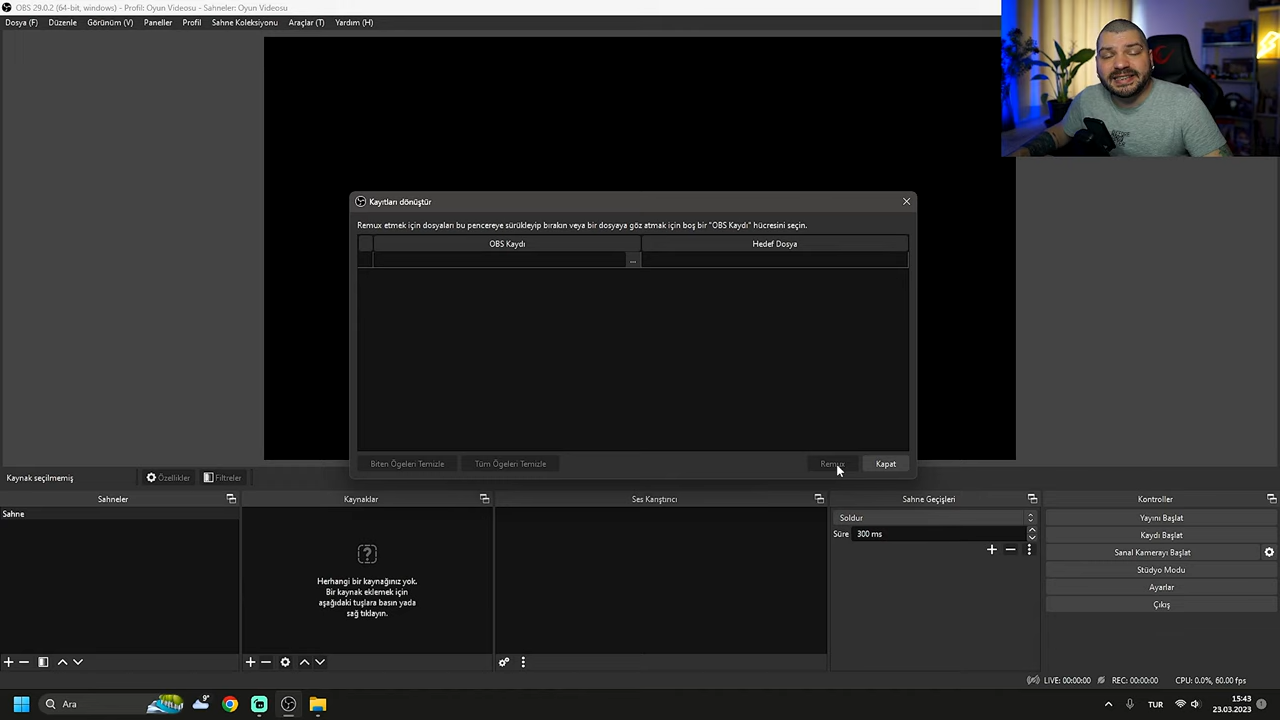 OBS 29.0.2 (64-bit, windows) - Profil: Oyun Videosu - Sahneler: Oyun Videosu
Dosya (F) Düzenle Görünüm (V) Paneller Profil Sahne Koleksiyonu Araçlar (T) Yardım (H)
Kayıtları dönüştür
Remux etmek için dosyaları bu pencereye sürükleyip bırakın veya bir dosyaya göz atmak için boş bir "OBS Kaydı" hücresini seçin.
OBS Kaydı Hedef Dosya
...
Biten Ögeleri Temizle Tüm Ögeleri Temizle Remux Kapat
Kaynak seçilmemiş Özellikler Filtreler
Sahneler Kaynaklar Ses Karıştırıcı Sahne Geçişleri Kontroller
Sahne
Herhangi bir kaynağınız yok.
Bir kaynak eklemek için
aşağıdaki tuşlara basın yada
sağ tıklayın.
Soldur
Süre 300 ms
Yayını Başlat
Kaydı Başlat
Sanal Kamerayı Başlat
Stüdyo Modu
Ayarlar
Çıkış
LIVE: 00:00:00 REC: 00:00:00 CPU: 0.0%, 60.00 fps
Ara 9° TUR 15:43
23.03.2023